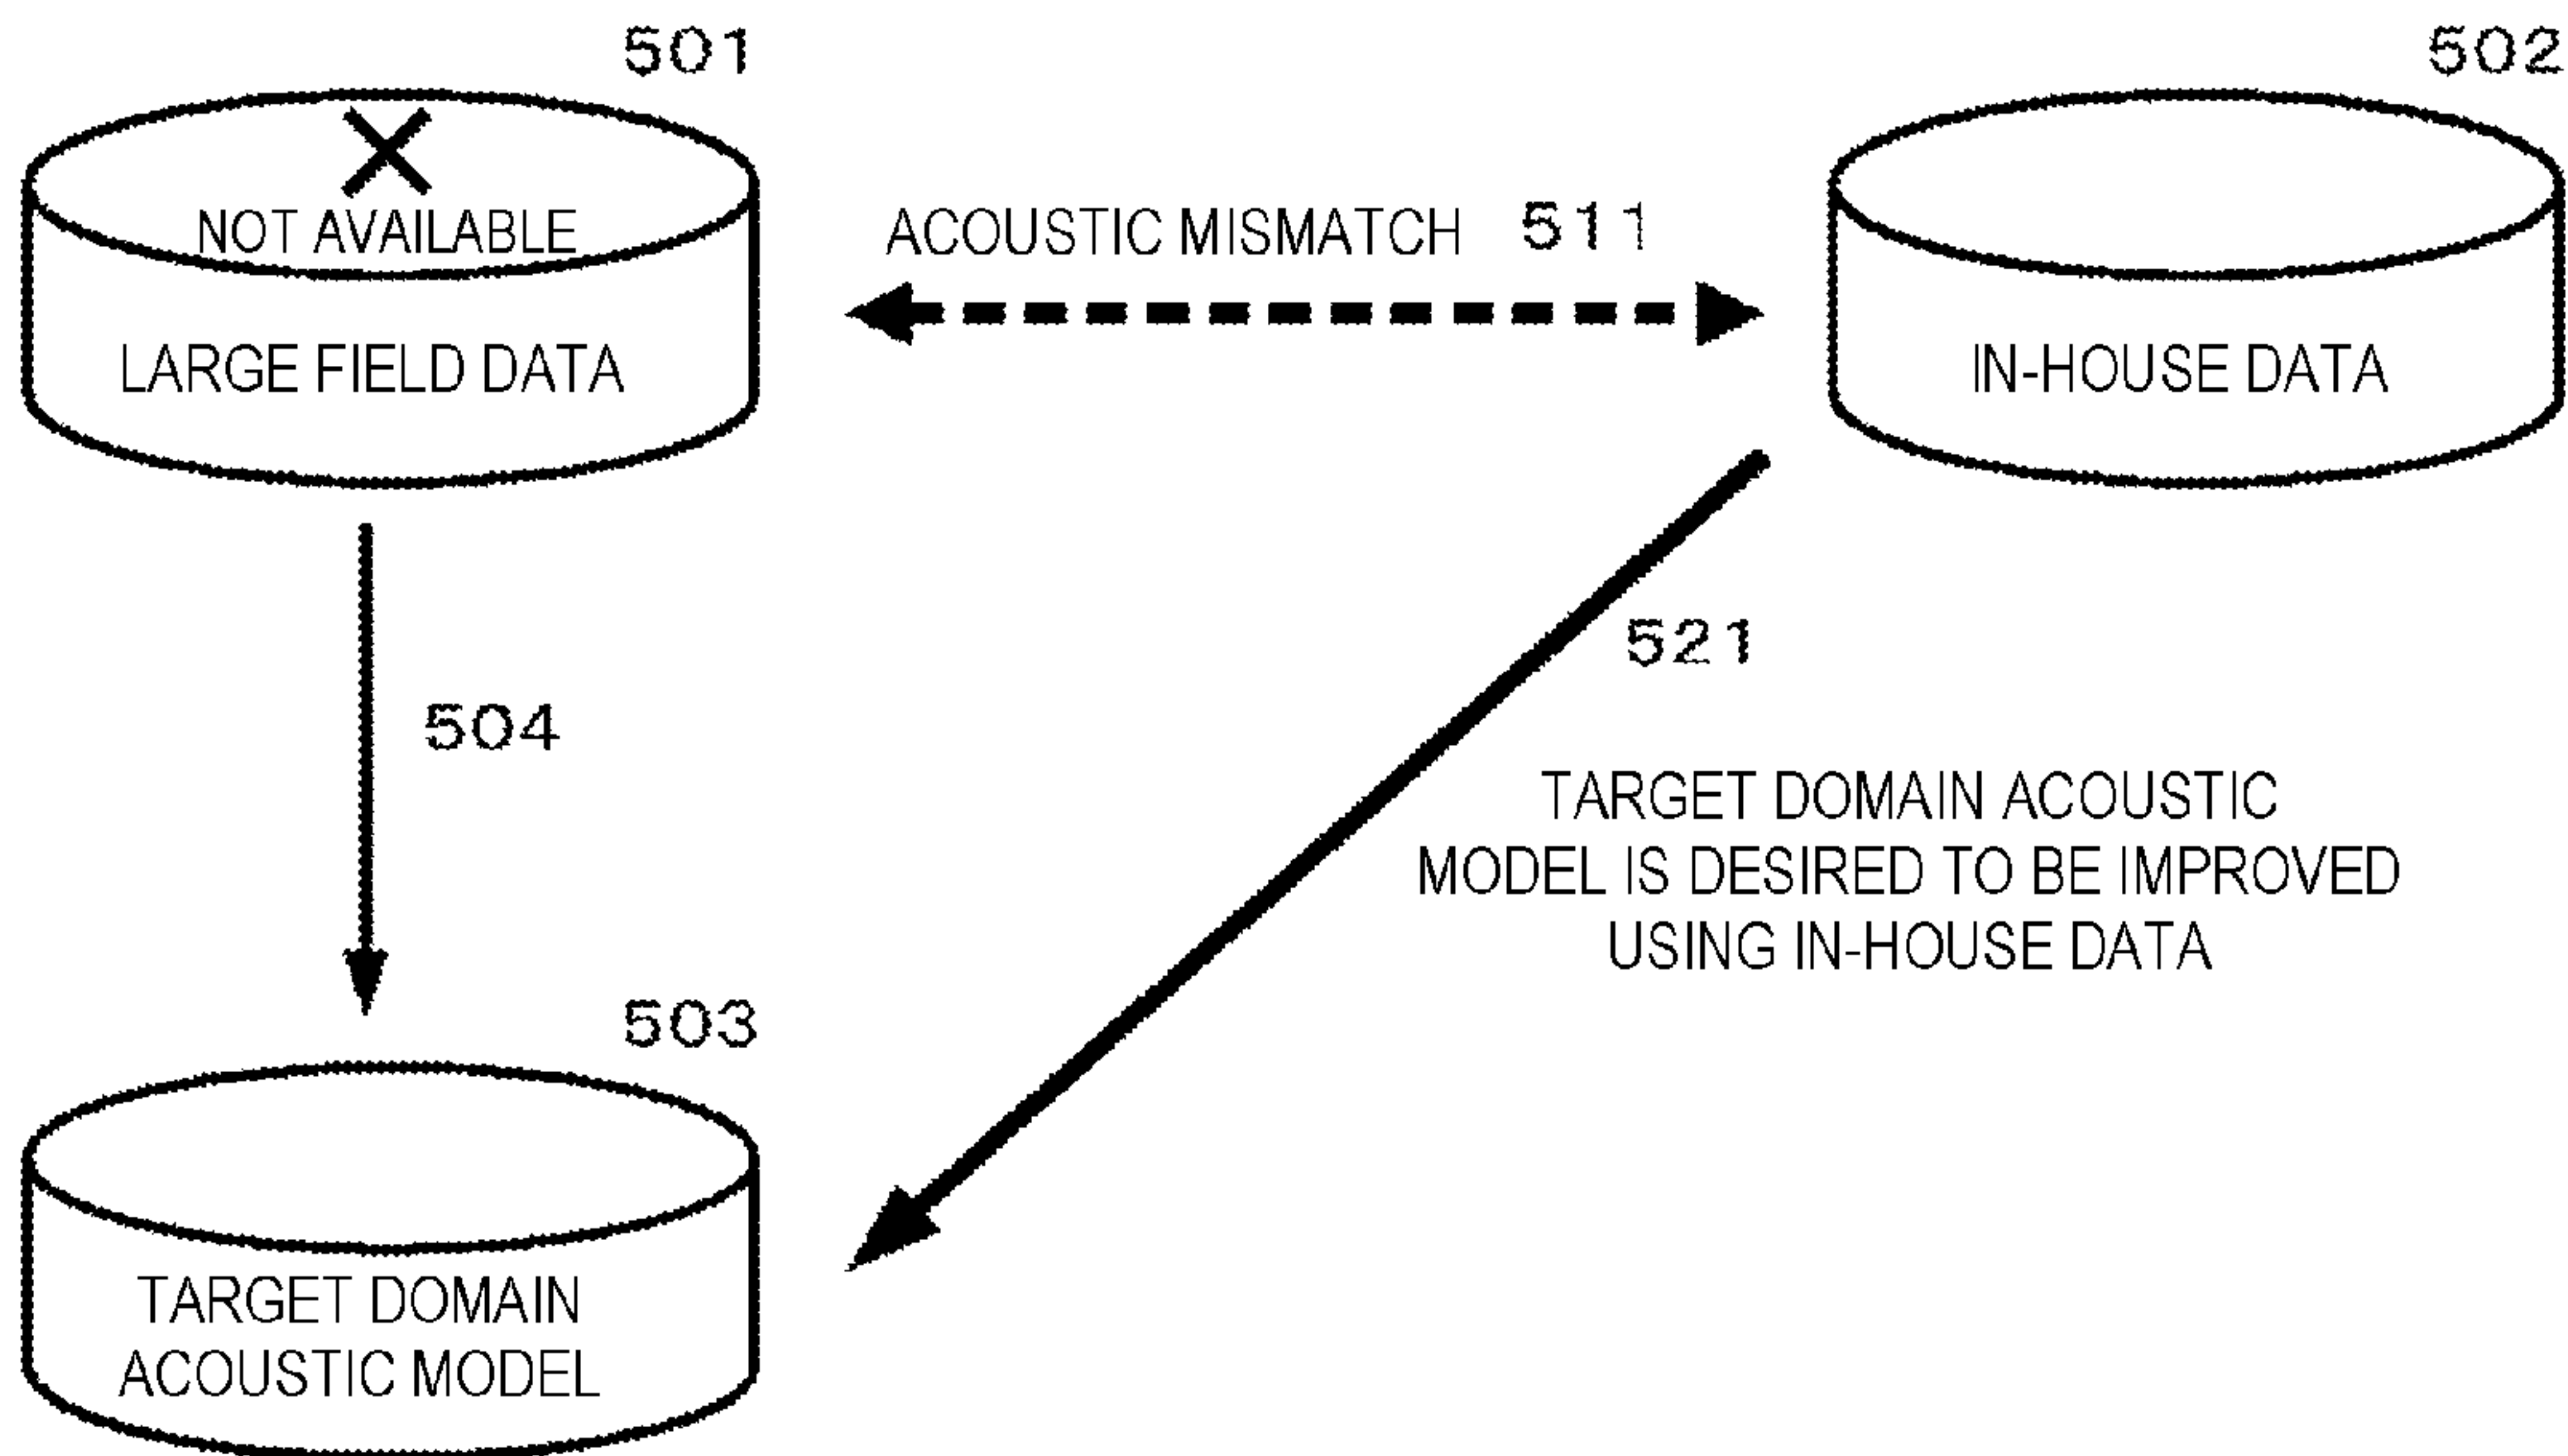 501
502
NOT AVAILABLE
ACOUSTIC MISMATCH 511
LARGE FIELD DATA
IN-HOUSE DATA
521
504
TARGET DOMAIN ACOUSTIC
MODEL IS DESIRED TO BE IMPROVED
USING IN-HOUSE DATA
503
TARGET DOMAIN
ACOUSTIC MODEL